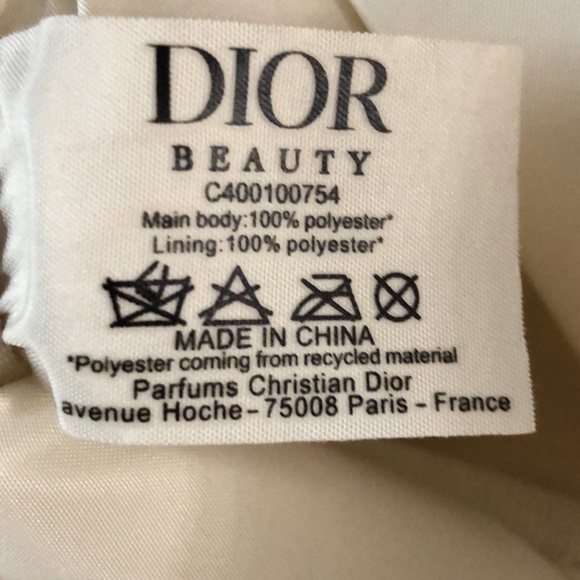 DIOR
BEAUTY
C400100754
Main body:100% polyester*
Lining:100% polyester*
MADE IN CHINA
*Polyester coming from recycled material
Parfums Christian Dior
avenue Hoche-75008 Paris - France